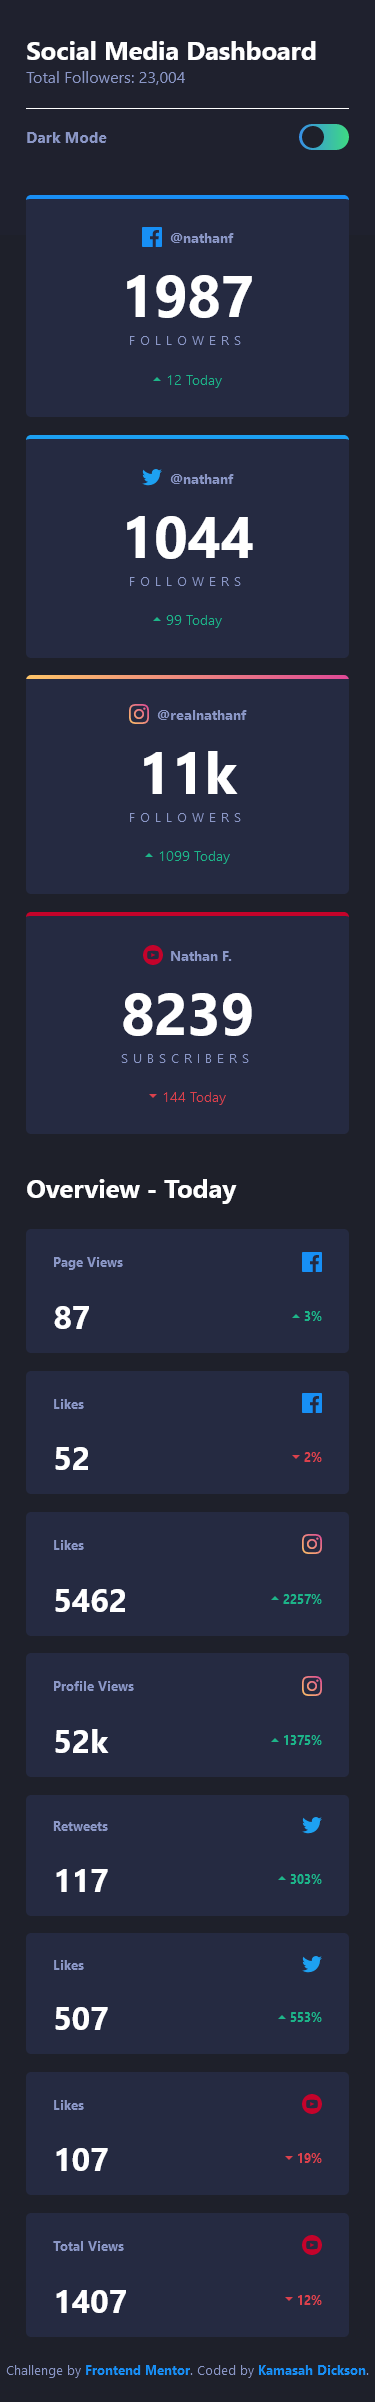 Social Media Dashboard
Total Followers: 23,004
Dark Mode
@nathanf
1987
FOLLOWERS
12 Today
@nathanf
1044
FOLLOWERS
99 Today
@realnathanf
11k
FOLLOWERS
1099 Today
Nathan F.
8239
SUBSCRIBERS
144 Today
Overview - Today
Page Views
87
3%
Likes
52
2%
Likes
5462
2257%
Profile Views
52k
1375%
Retweets
117
303%
Likes
507
553%
Likes
107
19%
Total Views
1407
12%
Challenge by Frontend Mentor. Coded by Kamasah Dickson.